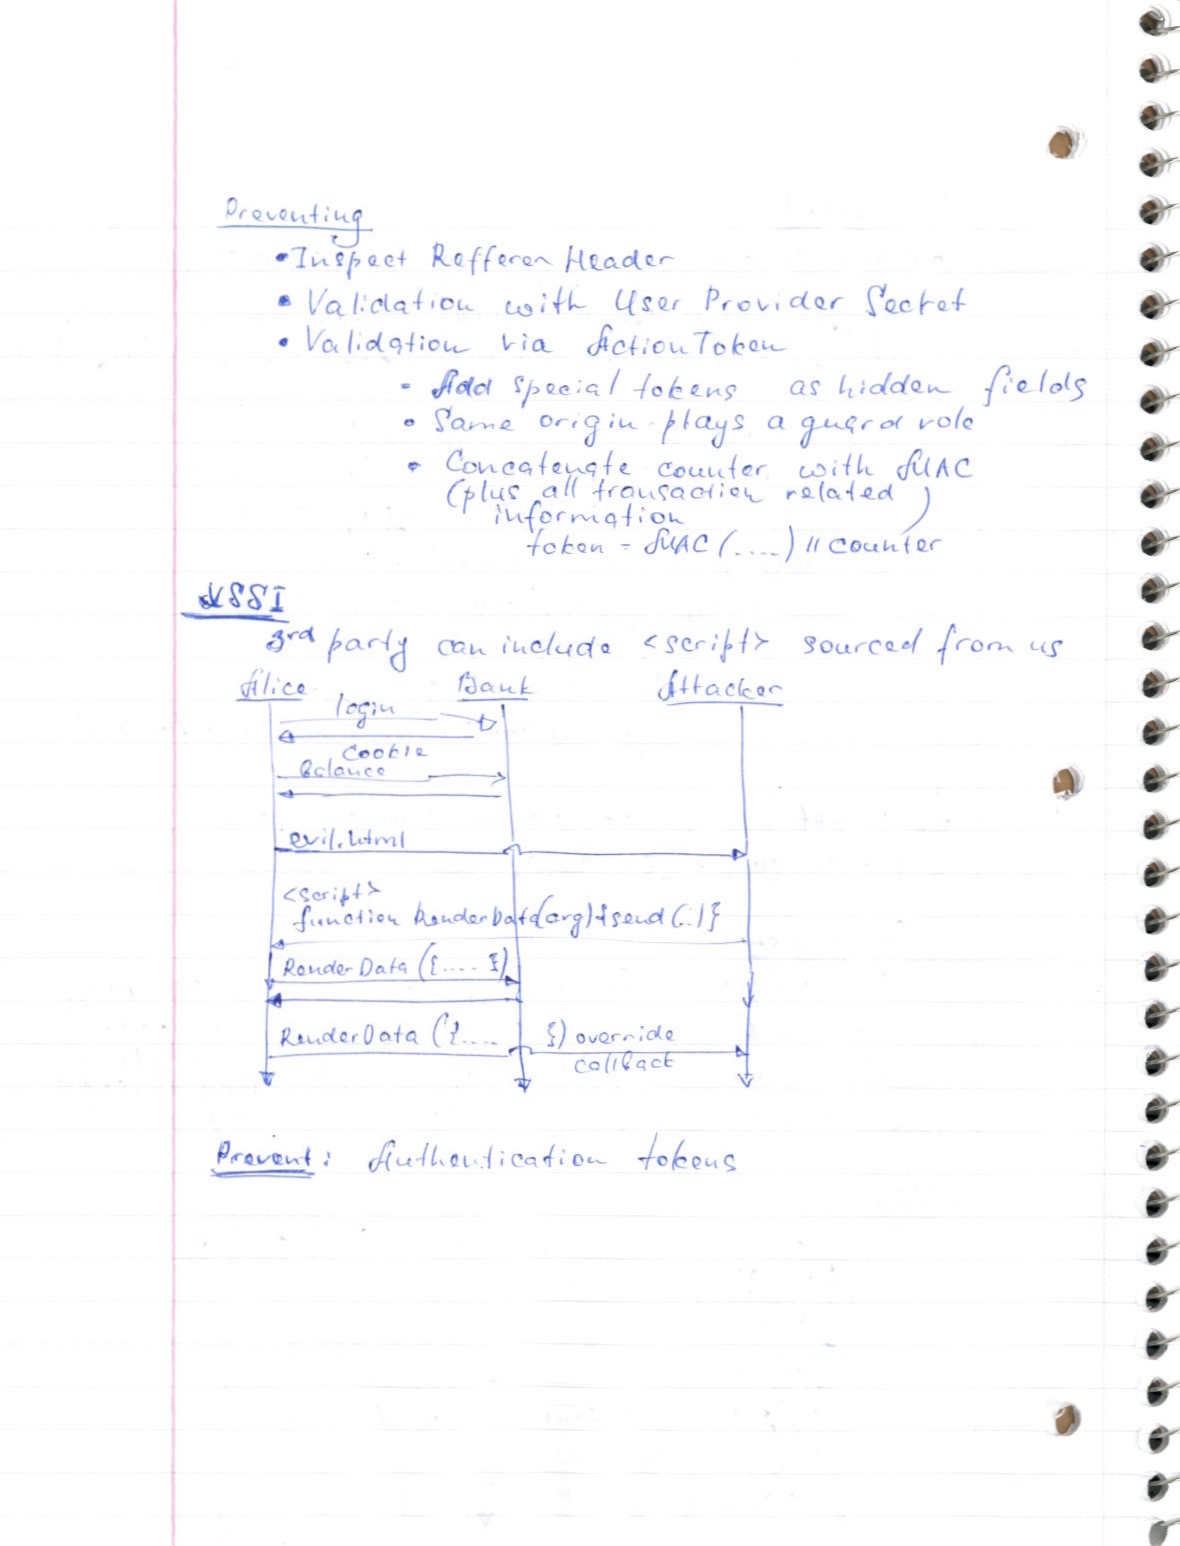 Preventing
• Inspect Refferer Header
• Validation with User Provider Secret
• Validation via Action Token
- Add special tokens as hidden fields
• Same origin plays a guard role
• Concatenate counter with MAC
(plus all transaction related
information)
token = MAC (.....) || counter
XSSI
3rd party can include <script> sourced from us
Alice Bank Attacker
login
Cookie
Balance
evil.html
<script>
function RenderData(arg){send(..)}
RenderData ({.... })
RenderData ({.... }) override
callback
Prevent: Authentication tokens